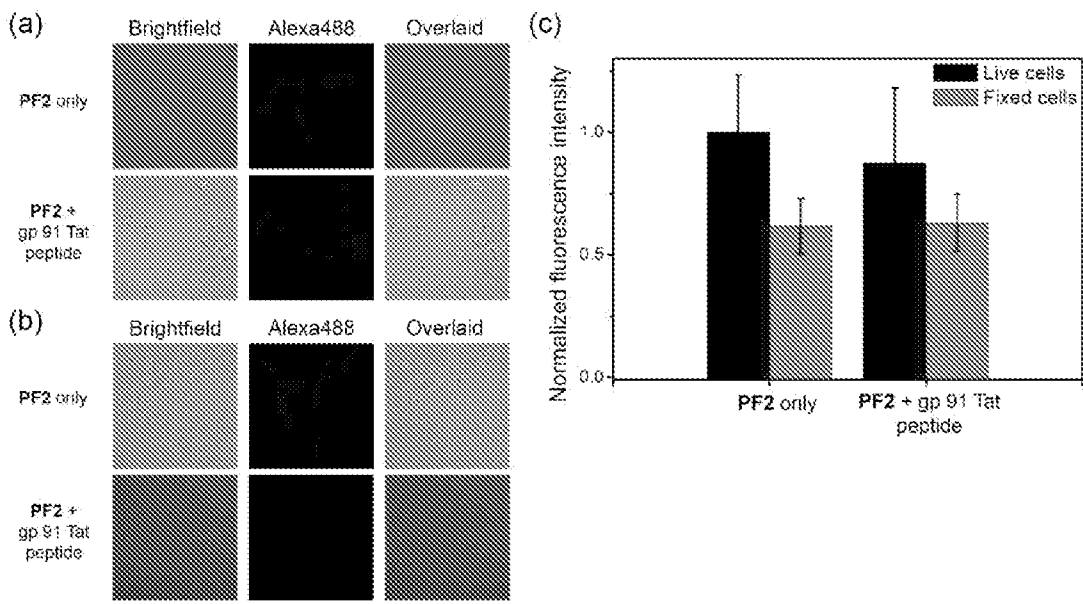 (a)
Brightfield Alexa488 Overlaid
PF2 only
PF2 +
gp 91 Tat
peptide
(b)
Brightfield Alexa488 Overlaid
PF2 only
PF2 +
gp 91 Tat
peptide
(c)
Normalized fluorescence intensity
1.0
0.5
0.0
Live cells
Fixed cells
PF2 only
PF2 + gp 91 Tat
peptide